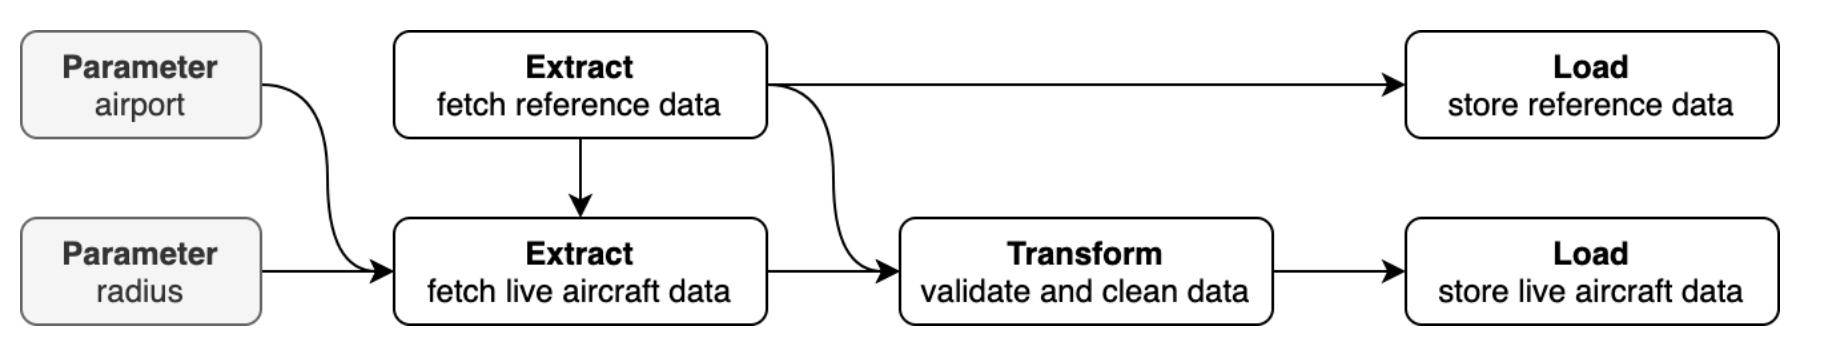 Parameter
airport
Extract
fetch reference data
Load
store reference data
Parameter
radius
Extract
fetch live aircraft data
Transform
validate and clean data
Load
store live aircraft data